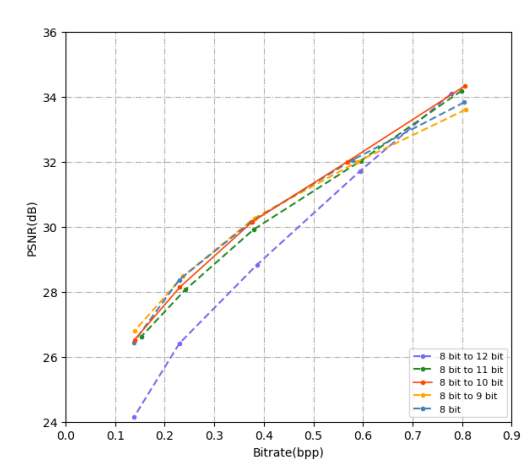 36
34
32
30
28
26
24
PSNR(dB)
8 bit to 12 bit
8 bit to 11 bit
8 bit to 10 bit
8 bit to 9 bit
8 bit
0.0 0.1 0.2 0.3 0.4 0.5 0.6 0.7 0.8 0.9
Bitrate(bpp)